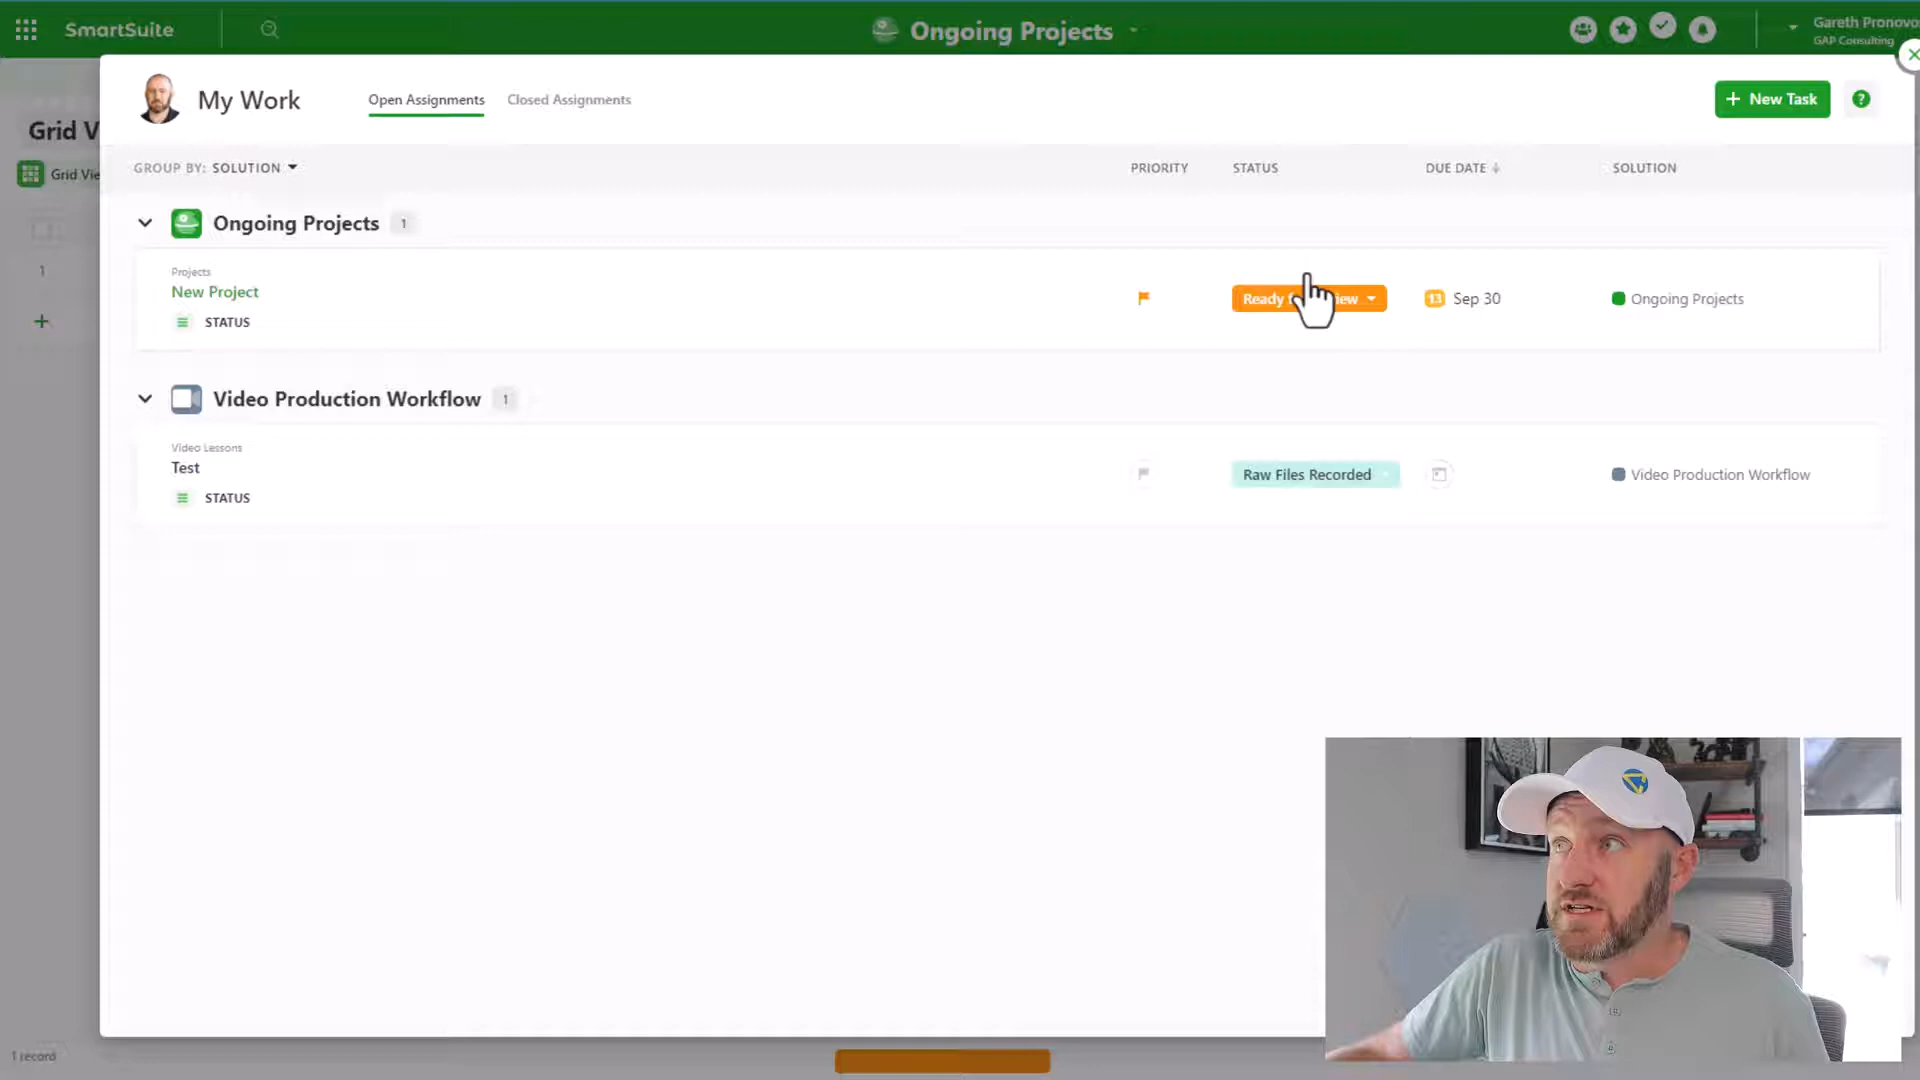 SmartSuite
Ongoing Projects
Gareth Pronovo
GAP Consulting
My Work
Open Assignments
Closed Assignments
+ New Task
?
Grid V
Grid Vie
GROUP BY: SOLUTION
PRIORITY
STATUS
DUE DATE
SOLUTION
Ongoing Projects 1
1
Projects
New Project
STATUS
Ready
13 Sep 30
Ongoing Projects
Video Production Workflow 1
Video Lessons
Test
STATUS
Raw Files Recorded
Video Production Workflow
1 record